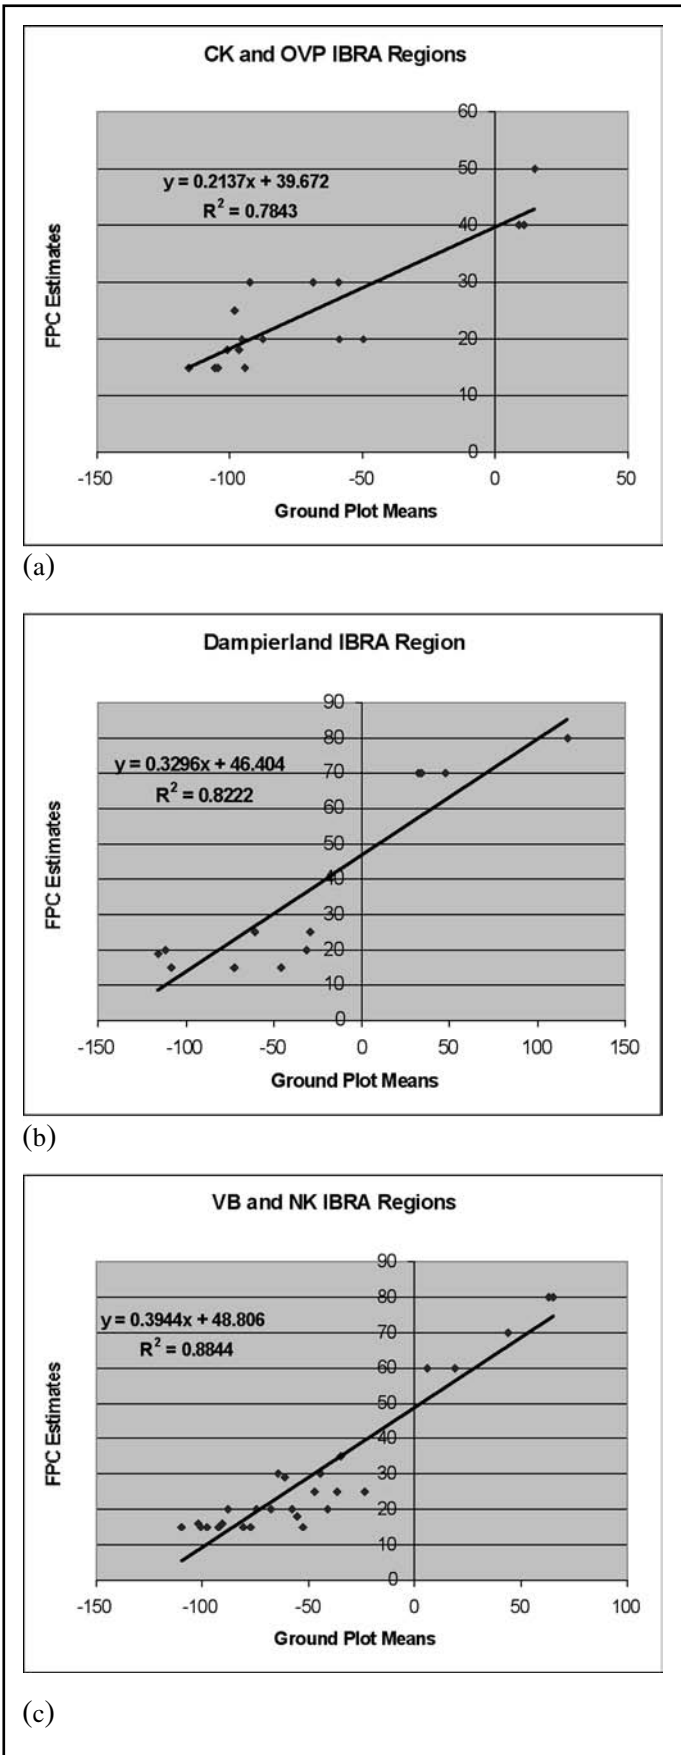 CK and OVP IBRA Regions
60
50
40
30
20
10
0
y = 0.2137x + 39.672
R² = 0.7843
FPC Estimates
-150 -100 -50 0 50
Ground Plot Means
(a)
Dampierland IBRA Region
90
80
70
60
50
40
30
20
10
0
y = 0.3296x + 46.404
R² = 0.8222
FPC Estimates
-150 -100 -50 0 50 100 150
Ground Plot Means
(b)
VB and NK IBRA Regions
90
80
70
60
50
40
30
20
10
0
y = 0.3944x + 48.806
R² = 0.8844
FPC Estimates
-150 -100 -50 0 50 100
Ground Plot Means
(c)